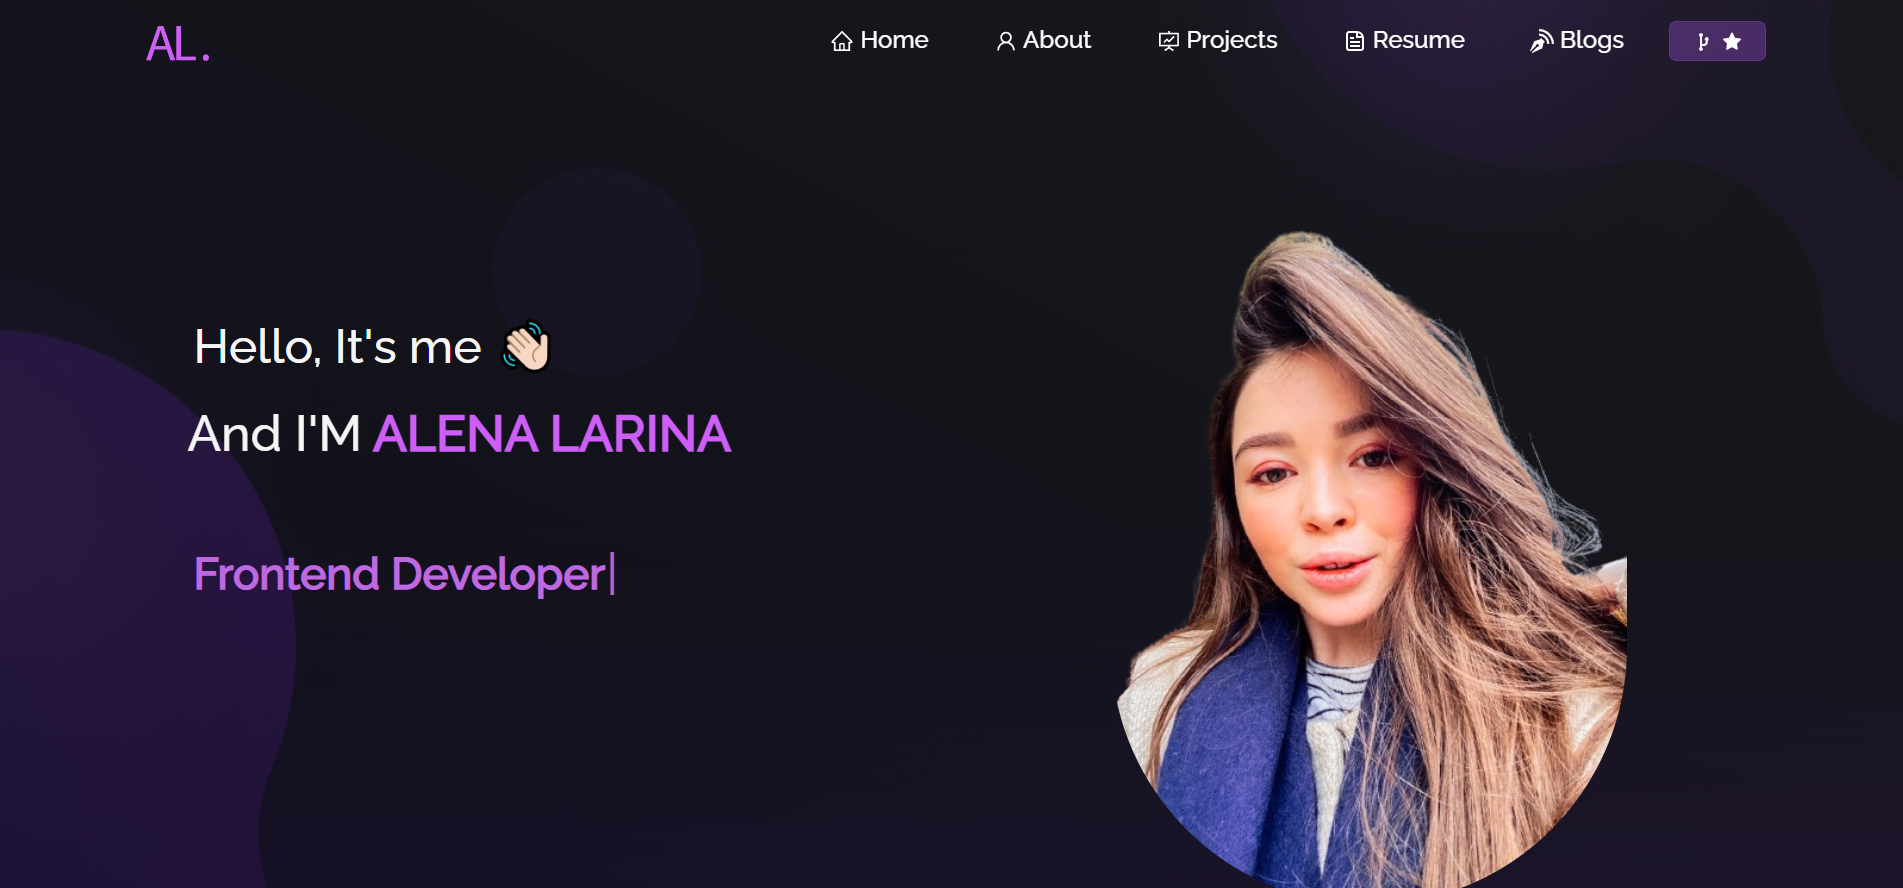 AL.
Home About Projects Resume Blogs
Hello, It's me 👋🏻
And I'M ALENA LARINA
Frontend Developer|